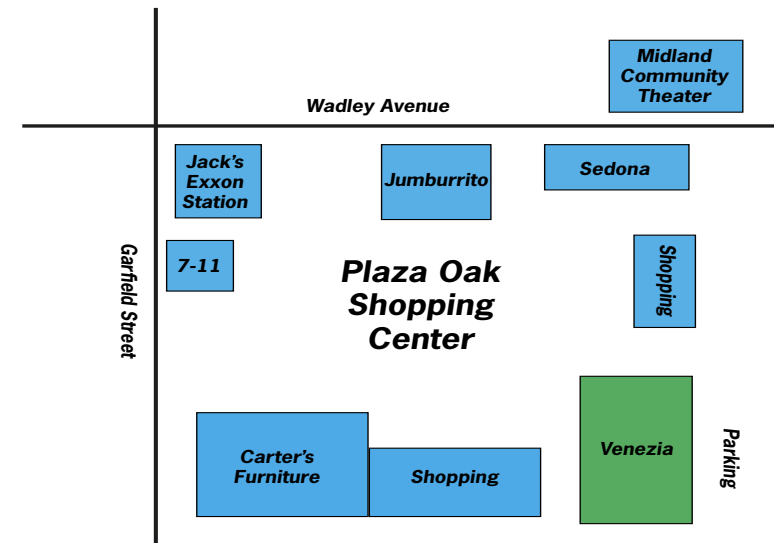 Midland
Community
Theater
Wadley Avenue
Jack's
Exxon
Station
Jumburrito
Sedona
7-11
Garfield Street
Plaza Oak
Shopping
Center
Shopping
Carter's
Furniture
Shopping
Venezia
Parking